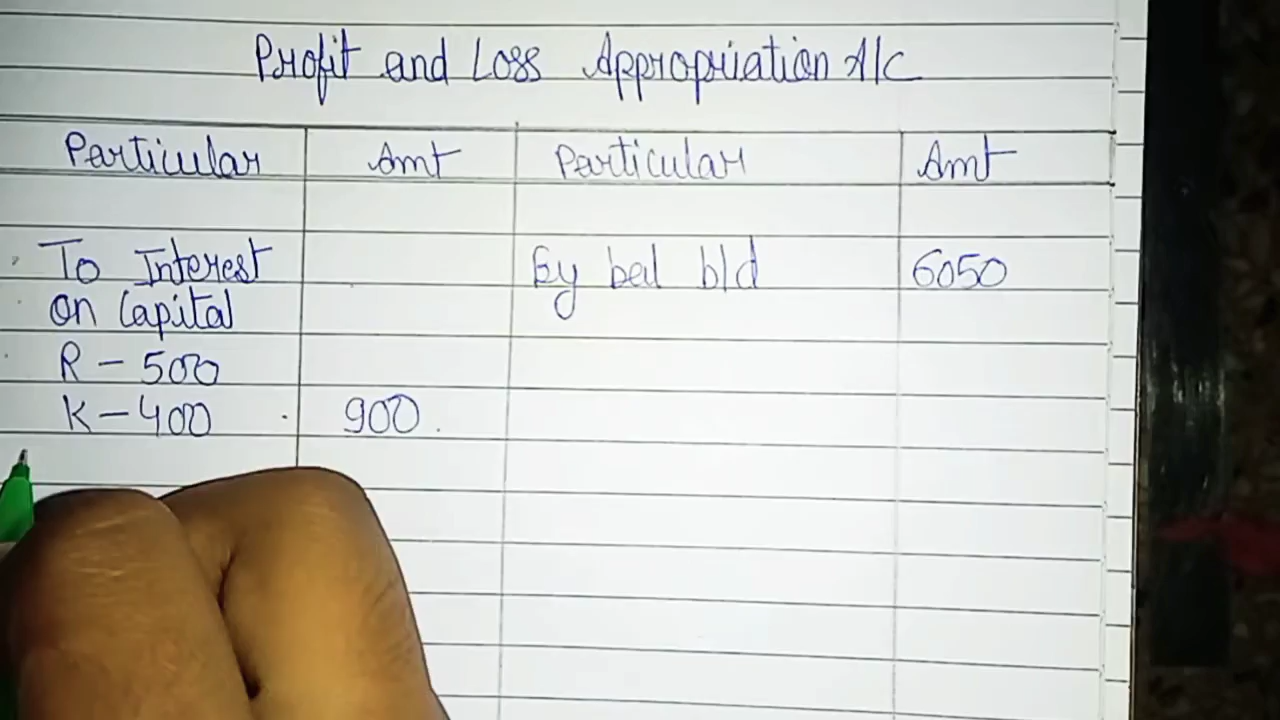 Profit and Loss Appropriation A/C
Particular Amt Particular Amt
To Interest By bal b/d 6050
on Capital
R - 500
K - 400 900